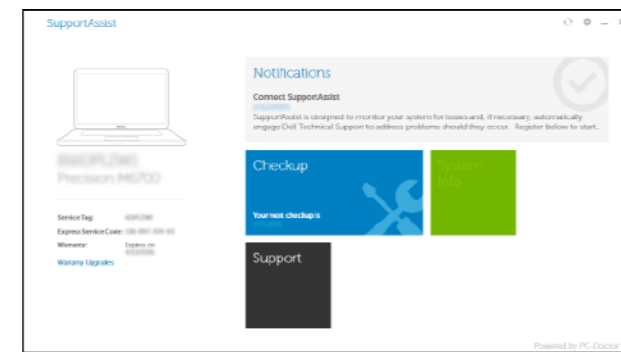 SupportAssist
Notifications
Connect SupportAssist
SupportAssist is designed to monitor your system for issues and, if necessary, automatically
engage Dell Technical Support to address problems should they occur. Register below to start...
Precision M6700
Checkup
System
Info
Your next checkup is
Service Tag:
Express Service Code:
Warranty: Expires on
Warranty Upgrades
Support
Powered by PC-Doctor